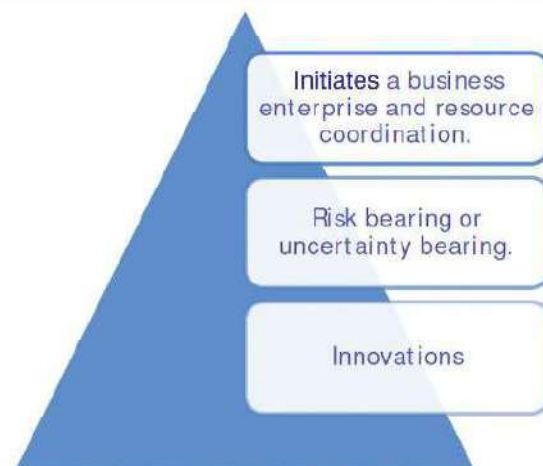 Initiates a business
enterprise and resource
coordination.
Risk bearing or
uncertainty bearing.
Innovations